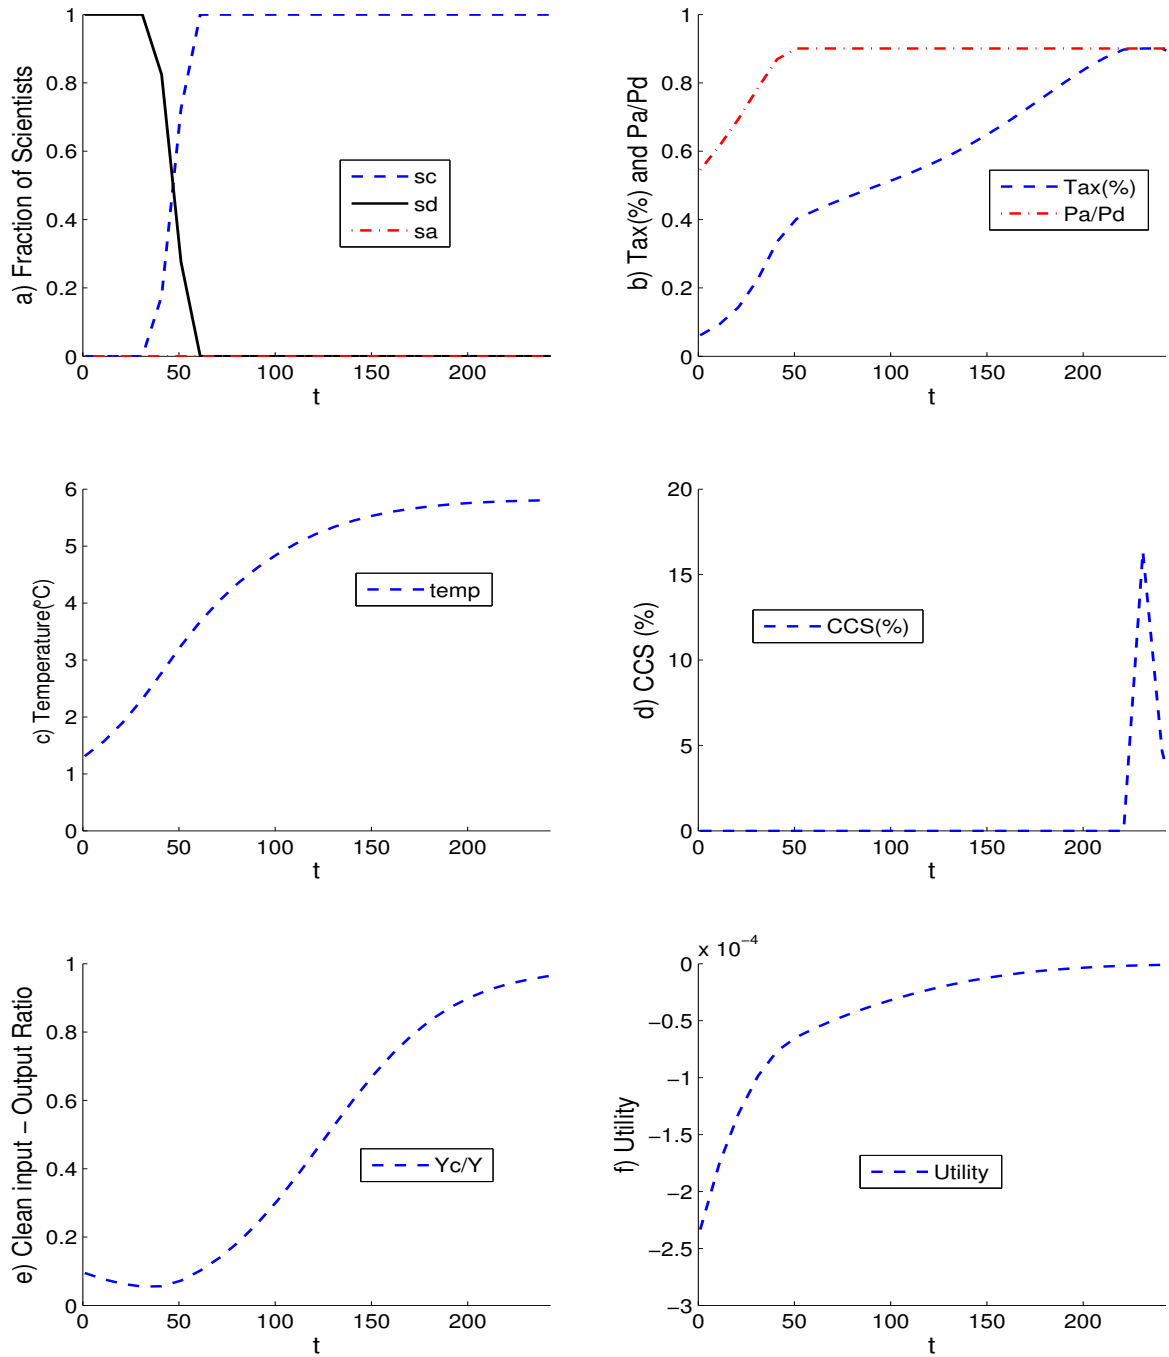 a) Fraction of Scientists
1
0.8
0.6
0.4
0.2
0
0 50 100 150 200
t
sc
sd
sa
b) Tax(%) and Pa/Pd
1
0.8
0.6
0.4
0.2
0
0 50 100 150 200
t
Tax(%)
Pa/Pd
c) Temperature(ºC)
6
5
4
3
2
1
0
0 50 100 150 200
t
temp
d) CCS (%)
20
15
10
5
0
0 50 100 150 200
t
CCS(%)
e) Clean input − Output Ratio
1
0.8
0.6
0.4
0.2
0
0 50 100 150 200
t
Yc/Y
f) Utility
x 10−4
0
−0.5
−1
−1.5
−2
−2.5
−3
0 50 100 150 200
t
Utility